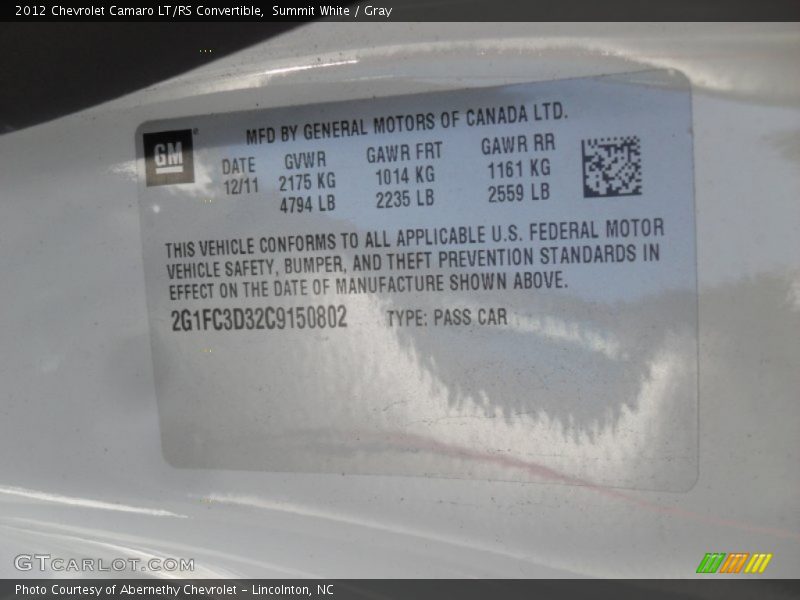 2012 Chevrolet Camaro LT/RS Convertible, Summit White / Gray
MFD BY GENERAL MOTORS OF CANADA LTD.
GM
DATE GVWR GAWR FRT GAWR RR
12/11 2175 KG 1014 KG 1161 KG
4794 LB 2235 LB 2559 LB
THIS VEHICLE CONFORMS TO ALL APPLICABLE U.S. FEDERAL MOTOR
VEHICLE SAFETY, BUMPER, AND THEFT PREVENTION STANDARDS IN
EFFECT ON THE DATE OF MANUFACTURE SHOWN ABOVE.
2G1FC3D32C9150802 TYPE: PASS CAR
GTCARLOT.COM
Photo Courtesy of Abernethy Chevrolet - Lincolnton, NC